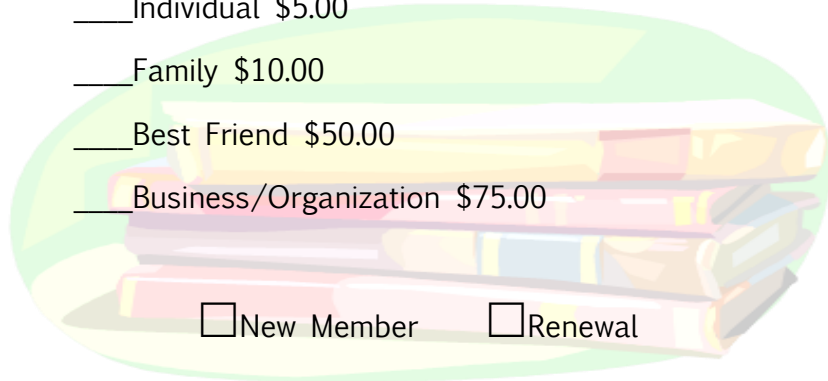 ____Individual $5.00
____Family $10.00
____Best Friend $50.00
____Business/Organization $75.00
☐New Member ☐Renewal